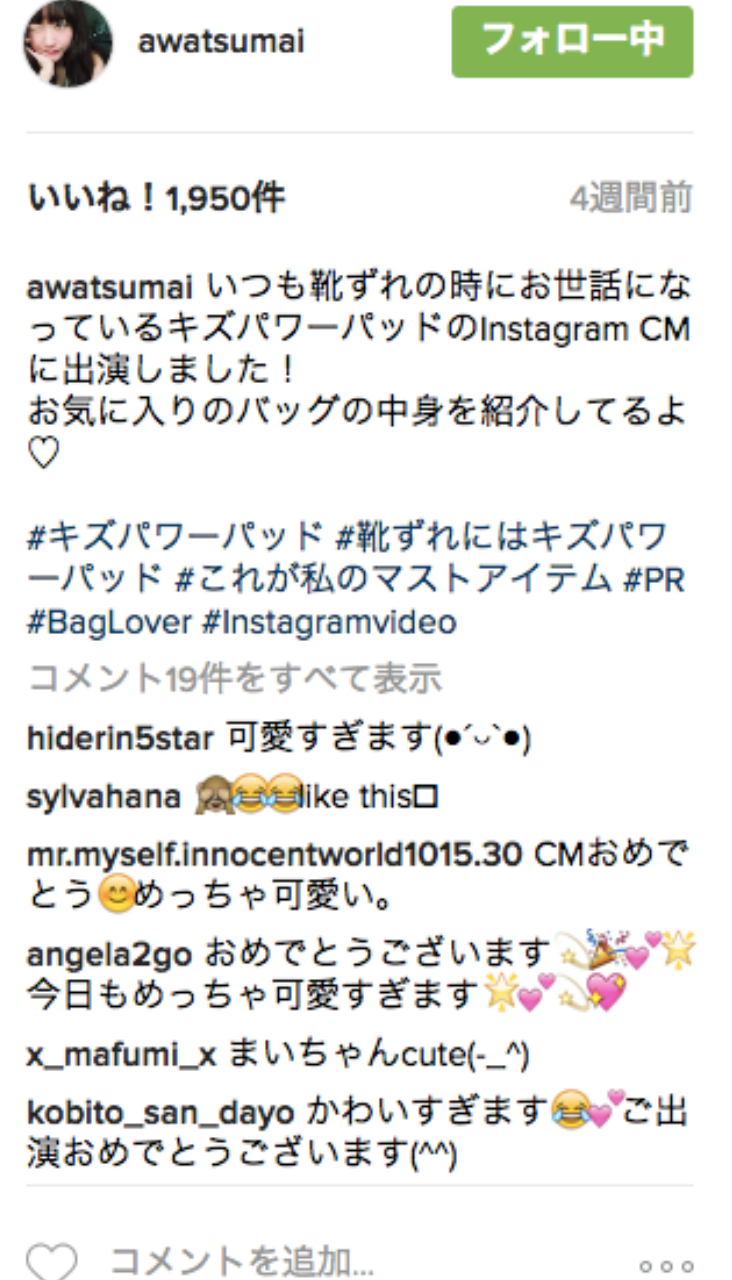 awatsumai フォロー中
いいね！1,950件 4週間前
awatsumai いつも靴ずれの時にお世話にな
っているキズパワーパッドのInstagram CM
に出演しました！
お気に入りのバッグの中身を紹介してるよ
♡
#キズパワーパッド #靴ずれにはキズパワ
ーパッド #これが私のマストアイテム #PR
#BagLover #Instagramvideo
コメント19件をすべて表示
hiderin5star 可愛すぎます(●´ᴗ`●)
sylvahana 🙈😂😂like this□
mr.myself.innocentworld1015.30 CMおめで
とう😊めっちゃ可愛い。
angela2go おめでとうございます💫🎉💕🌟
今日もめっちゃ可愛すぎます🌟💕💫💖
x_mafumi_x まいちゃんcute(-_^)
kobito_san_dayo かわいすぎます😂💕ご出
演おめでとうございます(^^)
コメントを追加...